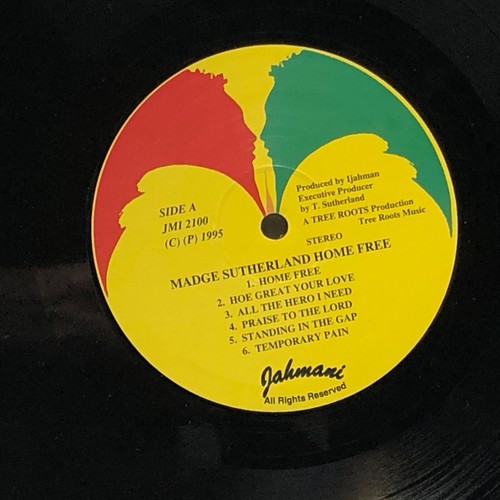 SIDE A
JMI 2100
(C) (P) 1995
Produced by Ijahman
Executive Producer
by T. Sutherland
A TREE ROOTS Production
Tree Roots Music
STEREO
MADGE SUTHERLAND HOME FREE
1. HOME FREE
2. HOE GREAT YOUR LOVE
3. ALL THE HERO I NEED
4. PRAISE TO THE LORD
5. STANDING IN THE GAP
6. TEMPORARY PAIN
Jahmani
All Rights Reserved